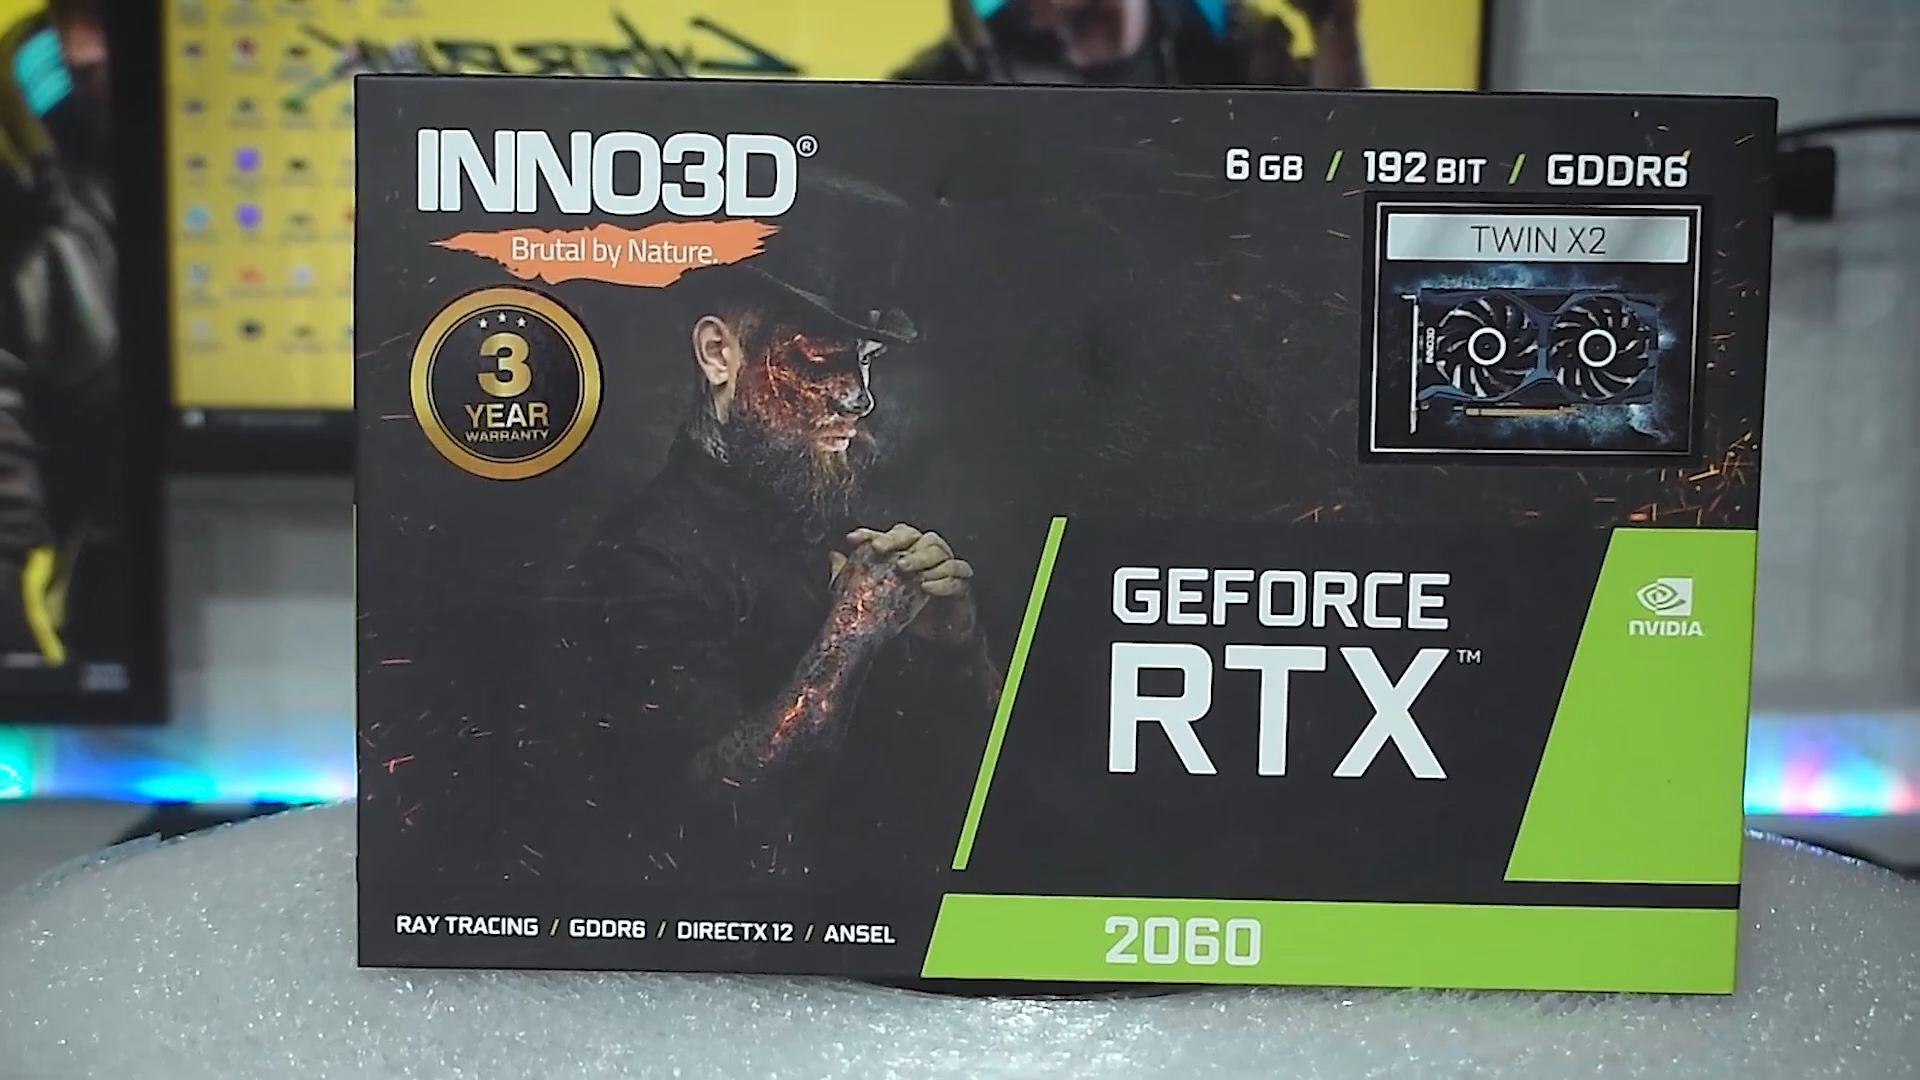 INNO3D®
Brutal by Nature.
6 GB / 192 BIT / GDDR6
TWIN X2
3
YEAR
WARRANTY
GEFORCE
RTX™
NVIDIA
2060
RAY TRACING / GDDR6 / DIRECTX 12 / ANSEL